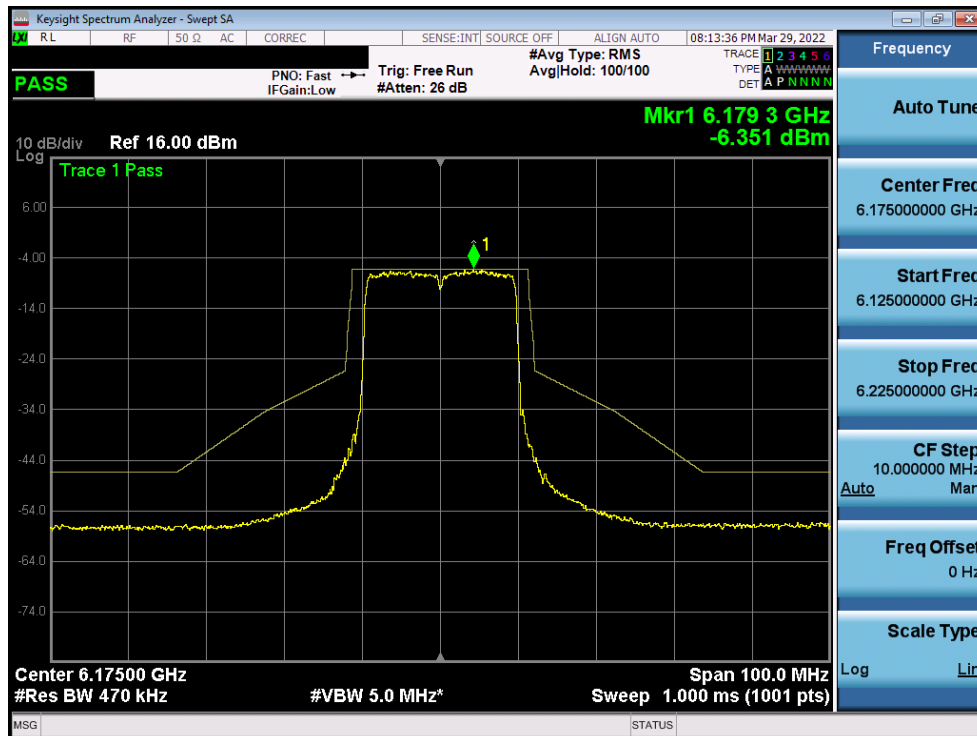 Keysight Spectrum Analyzer - Swept SA
LXI RL RF 50 Ω AC CORREC SENSE:INT SOURCE OFF ALIGN AUTO 08:13:36 PM Mar 29, 2022
PASS
PNO: Fast
IFGain:Low
Trig: Free Run
#Atten: 26 dB
#Avg Type: RMS
Avg|Hold: 100/100
TRACE 1 2 3 4 5 6
TYPE A WWWWW
DET A P N N N N
Mkr1 6.179 3 GHz
-6.351 dBm
10 dB/div Ref 16.00 dBm
Log
Trace 1 Pass
1
6.00
-4.00
-14.0
-24.0
-34.0
-44.0
-54.0
-64.0
-74.0
Center 6.17500 GHz Span 100.0 MHz
#Res BW 470 kHz #VBW 5.0 MHz* Sweep 1.000 ms (1001 pts)
MSG STATUS
Frequency
Auto Tune
Center Freq
6.175000000 GHz
Start Freq
6.125000000 GHz
Stop Freq
6.225000000 GHz
CF Step
10.000000 MHz
Auto Man
Freq Offset
0 Hz
Scale Type
Log Lin